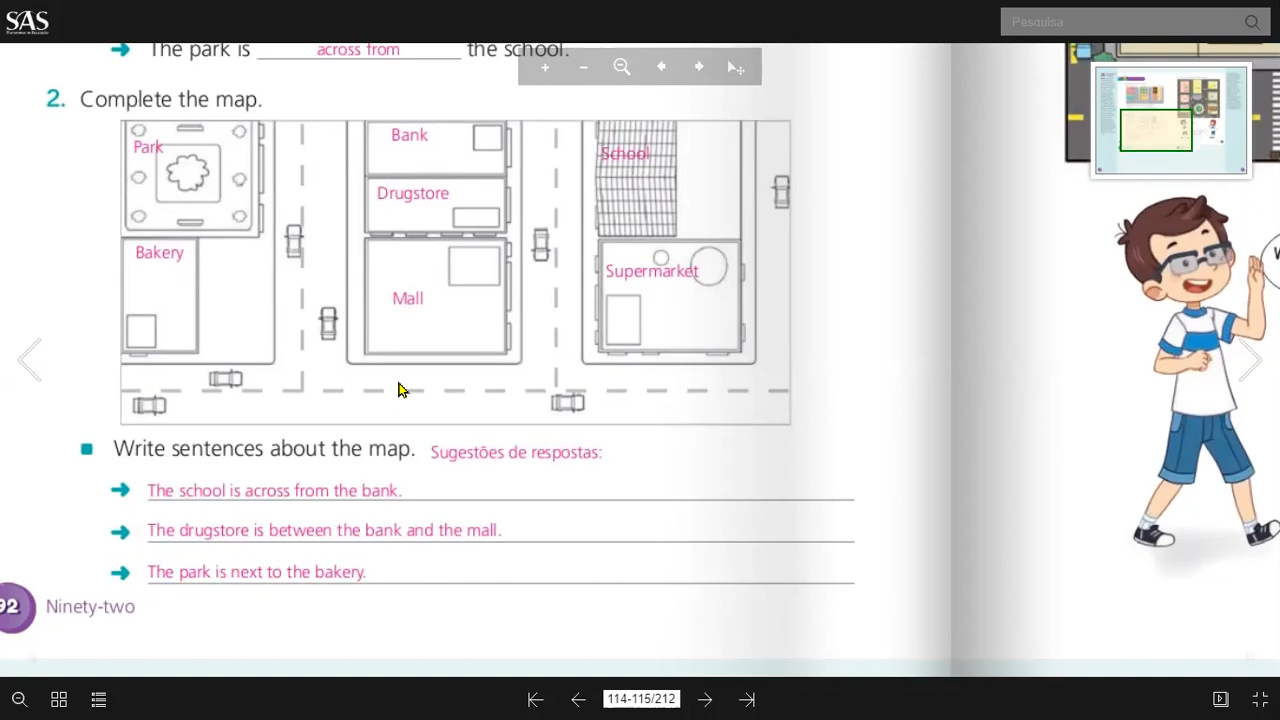 SAS
Pesquisa
The park is across from the school.
2. Complete the map.
Park
Bank
School
Drugstore
Bakery
Supermarket
Mall
Write sentences about the map. Sugestões de respostas:
The school is across from the bank.
The drugstore is between the bank and the mall.
The park is next to the bakery.
92 Ninety-two
114-115/212